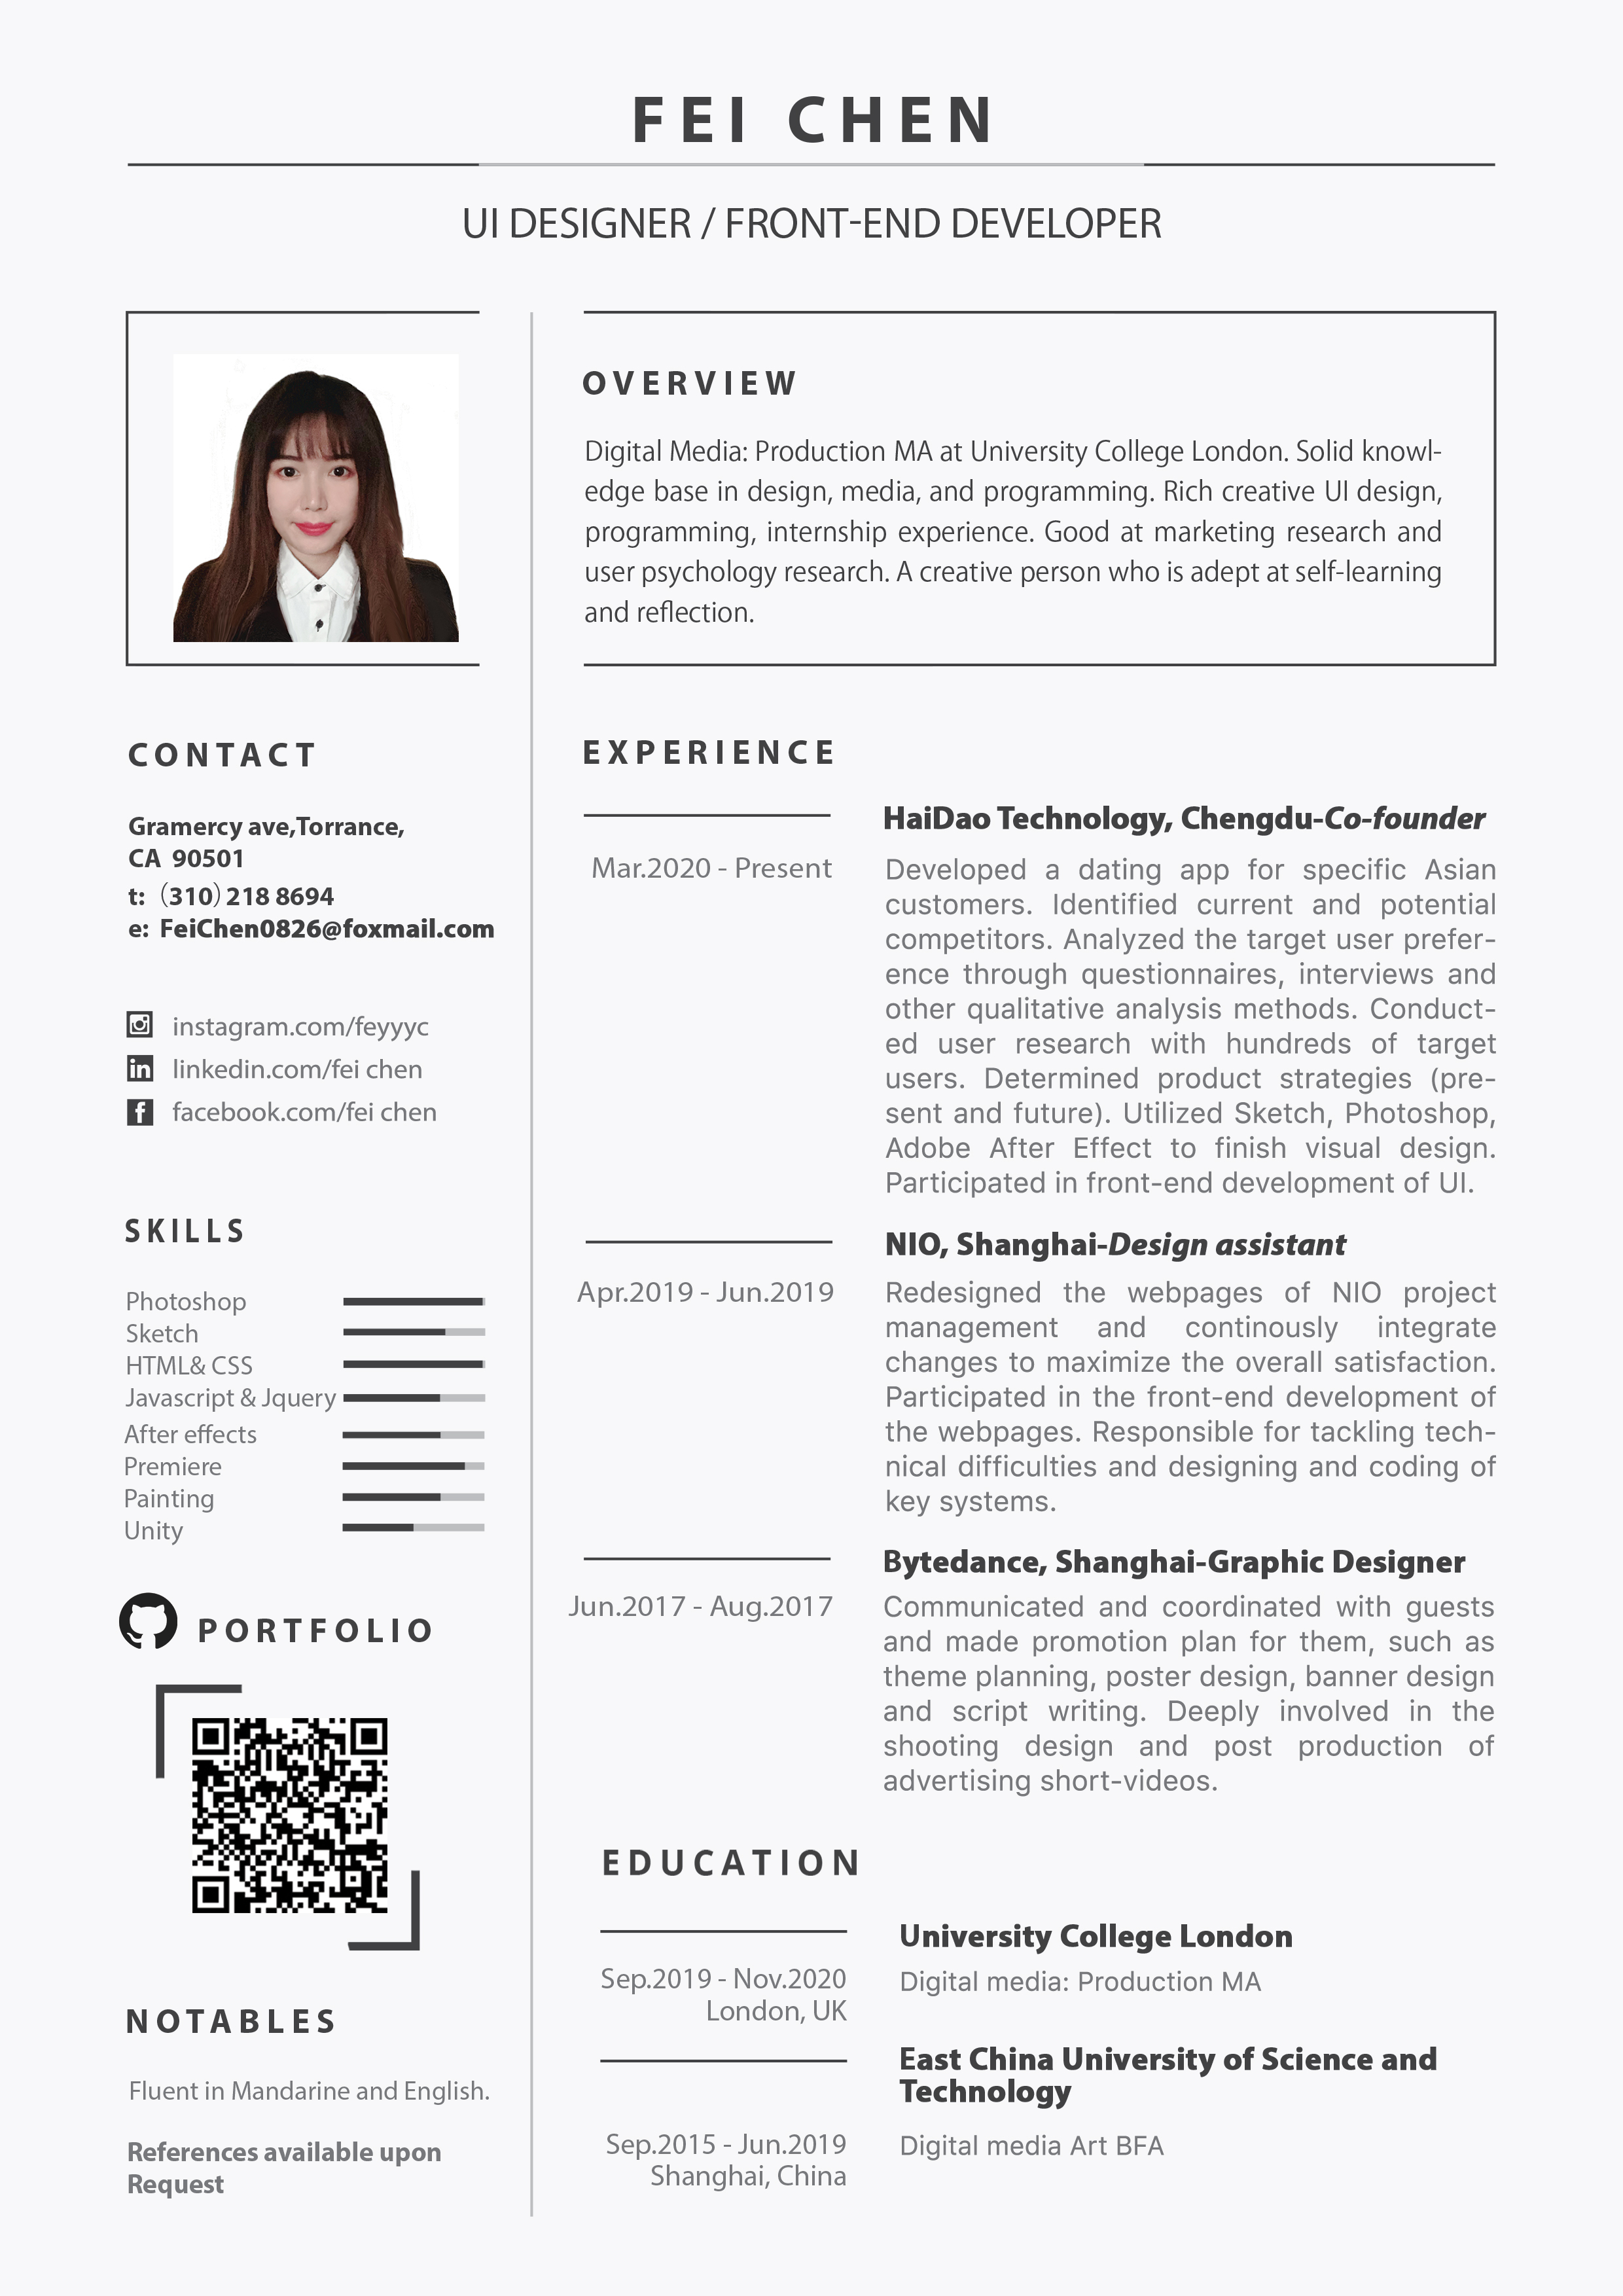 FEI CHEN
UI DESIGNER / FRONT-END DEVELOPER
OVERVIEW
Digital Media: Production MA at University College London. Solid knowl-
edge base in design, media, and programming. Rich creative UI design,
programming, internship experience. Good at marketing research and
user psychology research. A creative person who is adept at self-learning
and reflection.
CONTACT
Gramercy ave,Torrance,
CA 90501
t: （310）218 8694
e: FeiChen0826@foxmail.com
instagram.com/feyyyc
linkedin.com/fei chen
facebook.com/fei chen
SKILLS
Photoshop
Sketch
HTML& CSS
Javascript & Jquery
After effects
Premiere
Painting
Unity
PORTFOLIO
NOTABLES
Fluent in Mandarine and English.
References available upon
Request
EXPERIENCE
HaiDao Technology, Chengdu-Co-founder
Mar.2020 - Present
Developed a dating app for specific Asian
customers. Identified current and potential
competitors. Analyzed the target user prefer-
ence through questionnaires, interviews and
other qualitative analysis methods. Conduct-
ed user research with hundreds of target
users. Determined product strategies (pre-
sent and future). Utilized Sketch, Photoshop,
Adobe After Effect to finish visual design.
Participated in front-end development of UI.
NIO, Shanghai-Design assistant
Apr.2019 - Jun.2019
Redesigned the webpages of NIO project
management and continously integrate
changes to maximize the overall satisfaction.
Participated in the front-end development of
the webpages. Responsible for tackling tech-
nical difficulties and designing and coding of
key systems.
Bytedance, Shanghai-Graphic Designer
Jun.2017 - Aug.2017
Communicated and coordinated with guests
and made promotion plan for them, such as
theme planning, poster design, banner design
and script writing. Deeply involved in the
shooting design and post production of
advertising short-videos.
EDUCATION
University College London
Sep.2019 - Nov.2020
London, UK
Digital media: Production MA
East China University of Science and
Technology
Sep.2015 - Jun.2019
Shanghai, China
Digital media Art BFA